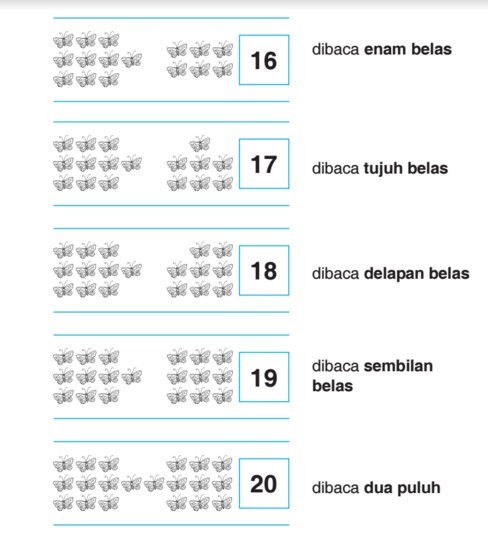 16 dibaca enam belas
17 dibaca tujuh belas
18 dibaca delapan belas
19 dibaca sembilan
belas
20 dibaca dua puluh